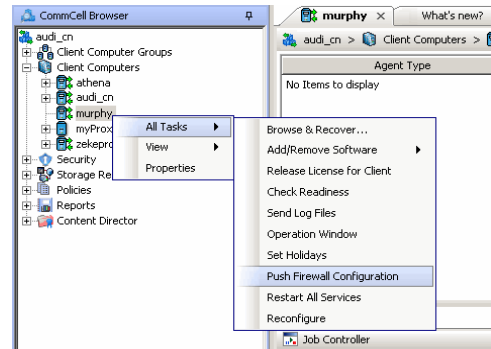 CommCell Browser
audi_cn
Client Computer Groups
Client Computers
athena
audi_cn
murphy
myProx
zekepro
Security
Storage Re
Policies
Reports
Content Director
All Tasks
View
Properties
Browse & Recover...
Add/Remove Software
Release License for Client
Check Readiness
Send Log Files
Operation Window
Set Holidays
Push Firewall Configuration
Restart All Services
Reconfigure
murphy
What's new?
audi_cn > Client Computers >
Agent Type
No Items to display
Job Controller